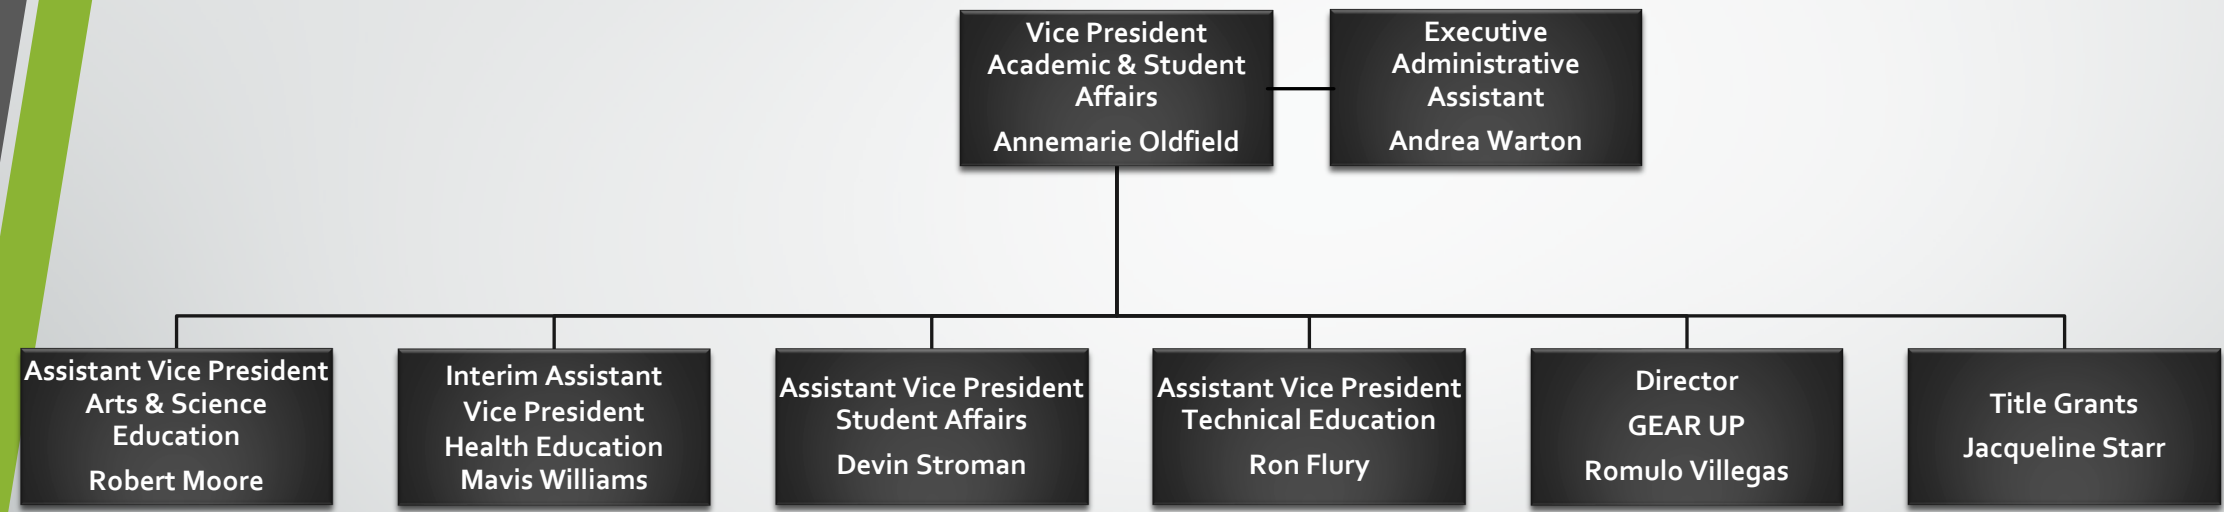 Vice President
Academic & Student
Affairs
Annemarie Oldfield
Executive
Administrative
Assistant
Andrea Warton
Assistant Vice President
Arts & Science
Education
Robert Moore
Interim Assistant
Vice President
Health Education
Mavis Williams
Assistant Vice President
Student Affairs
Devin Stroman
Assistant Vice President
Technical Education
Ron Flury
Director
GEAR UP
Romulo Villegas
Title Grants
Jacqueline Starr